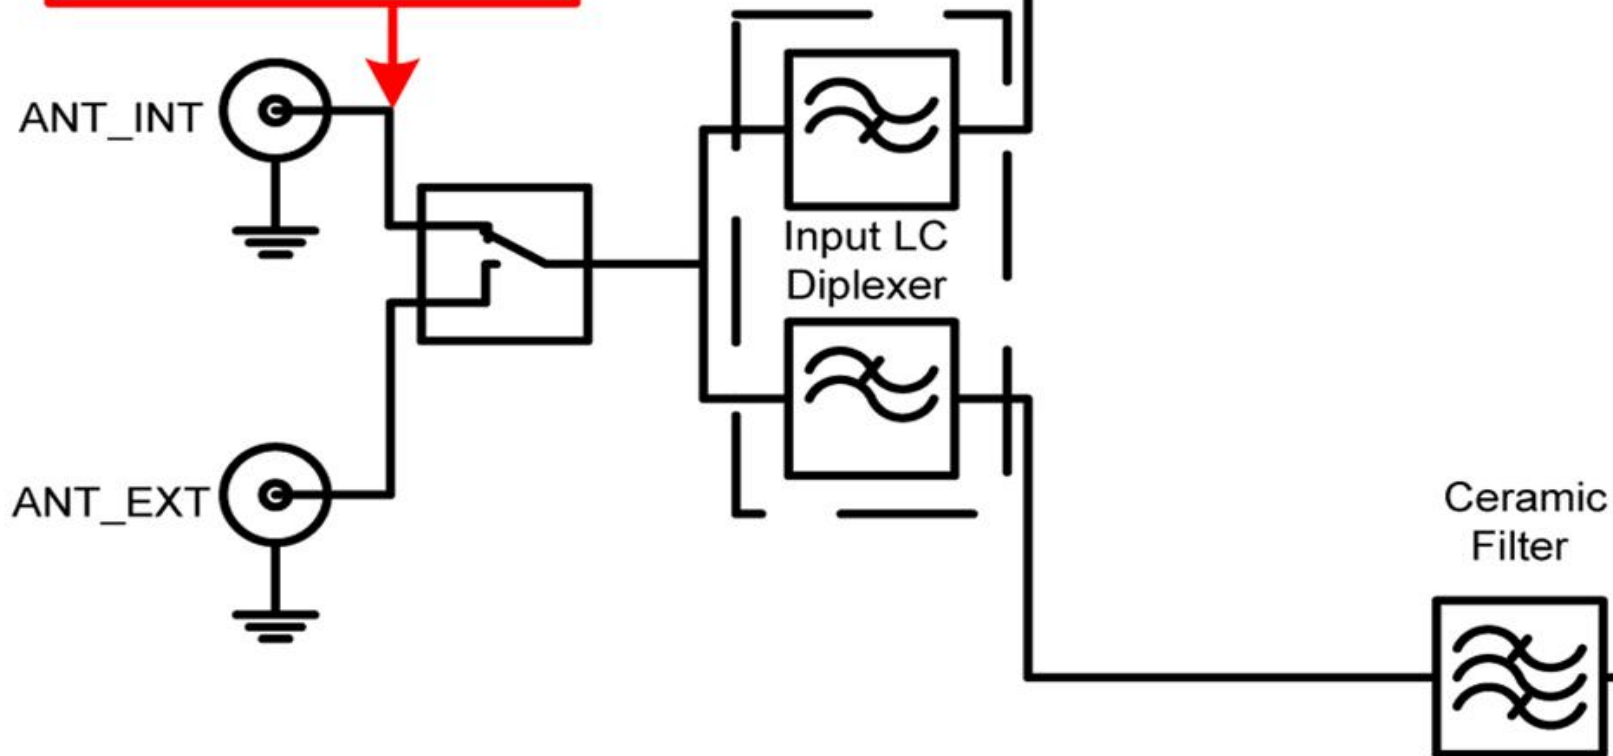 ANT_INT
Input LC
Diplexer
ANT_EXT
Ceramic
Filter